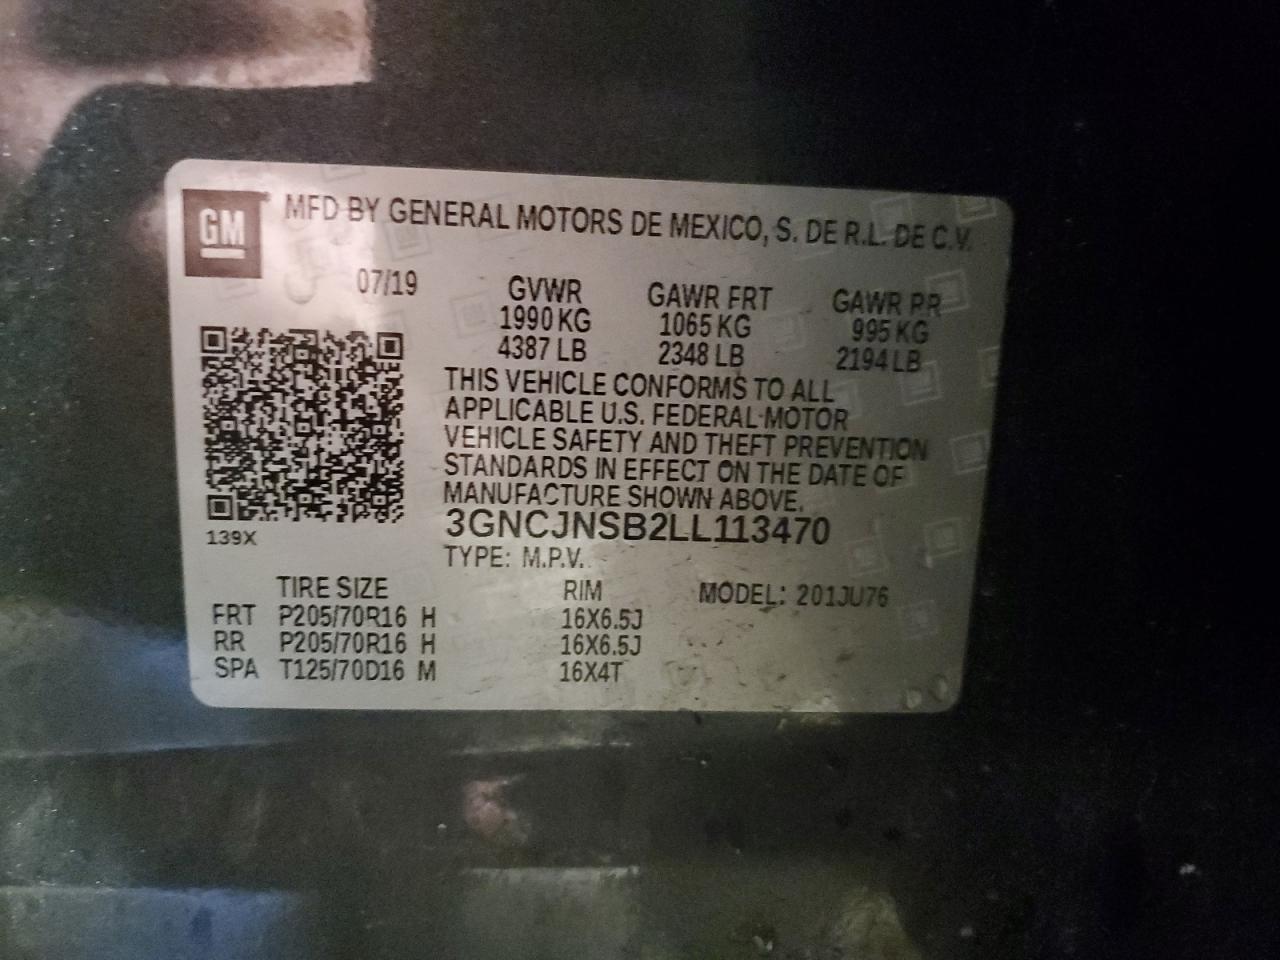 GM MFD BY GENERAL MOTORS DE MEXICO, S. DE R.L. DE C.V.
07/19 GVWR GAWR FRT GAWR RR
1990 KG 1065 KG 995 KG
4387 LB 2348 LB 2194 LB
THIS VEHICLE CONFORMS TO ALL
APPLICABLE U.S. FEDERAL MOTOR
VEHICLE SAFETY AND THEFT PREVENTION
STANDARDS IN EFFECT ON THE DATE OF
MANUFACTURE SHOWN ABOVE.
3GNCJNSB2LL113470
139X
TYPE: M.P.V.
TIRE SIZE RIM MODEL: 201JU76
FRT P205/70R16 H 16X6.5J
RR P205/70R16 H 16X6.5J
SPA T125/70D16 M 16X4T